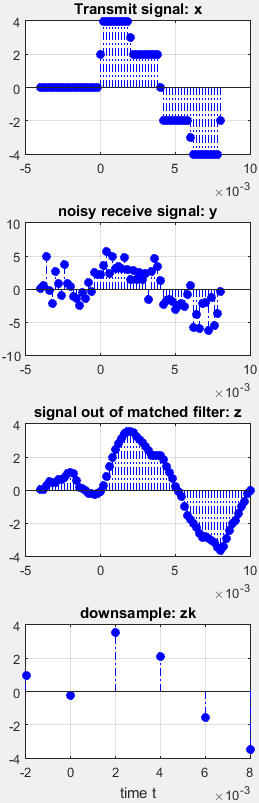 Transmit signal: x
4
2
0
-2
-4
-5 0 5 10
×10⁻³
noisy receive signal: y
10
5
0
-5
-10
-5 0 5 10
×10⁻³
signal out of matched filter: z
4
2
0
-2
-4
-5 0 5 10
×10⁻³
downsample: zk
4
2
0
-2
-4
-2 0 2 4 6 8
time t ×10⁻³